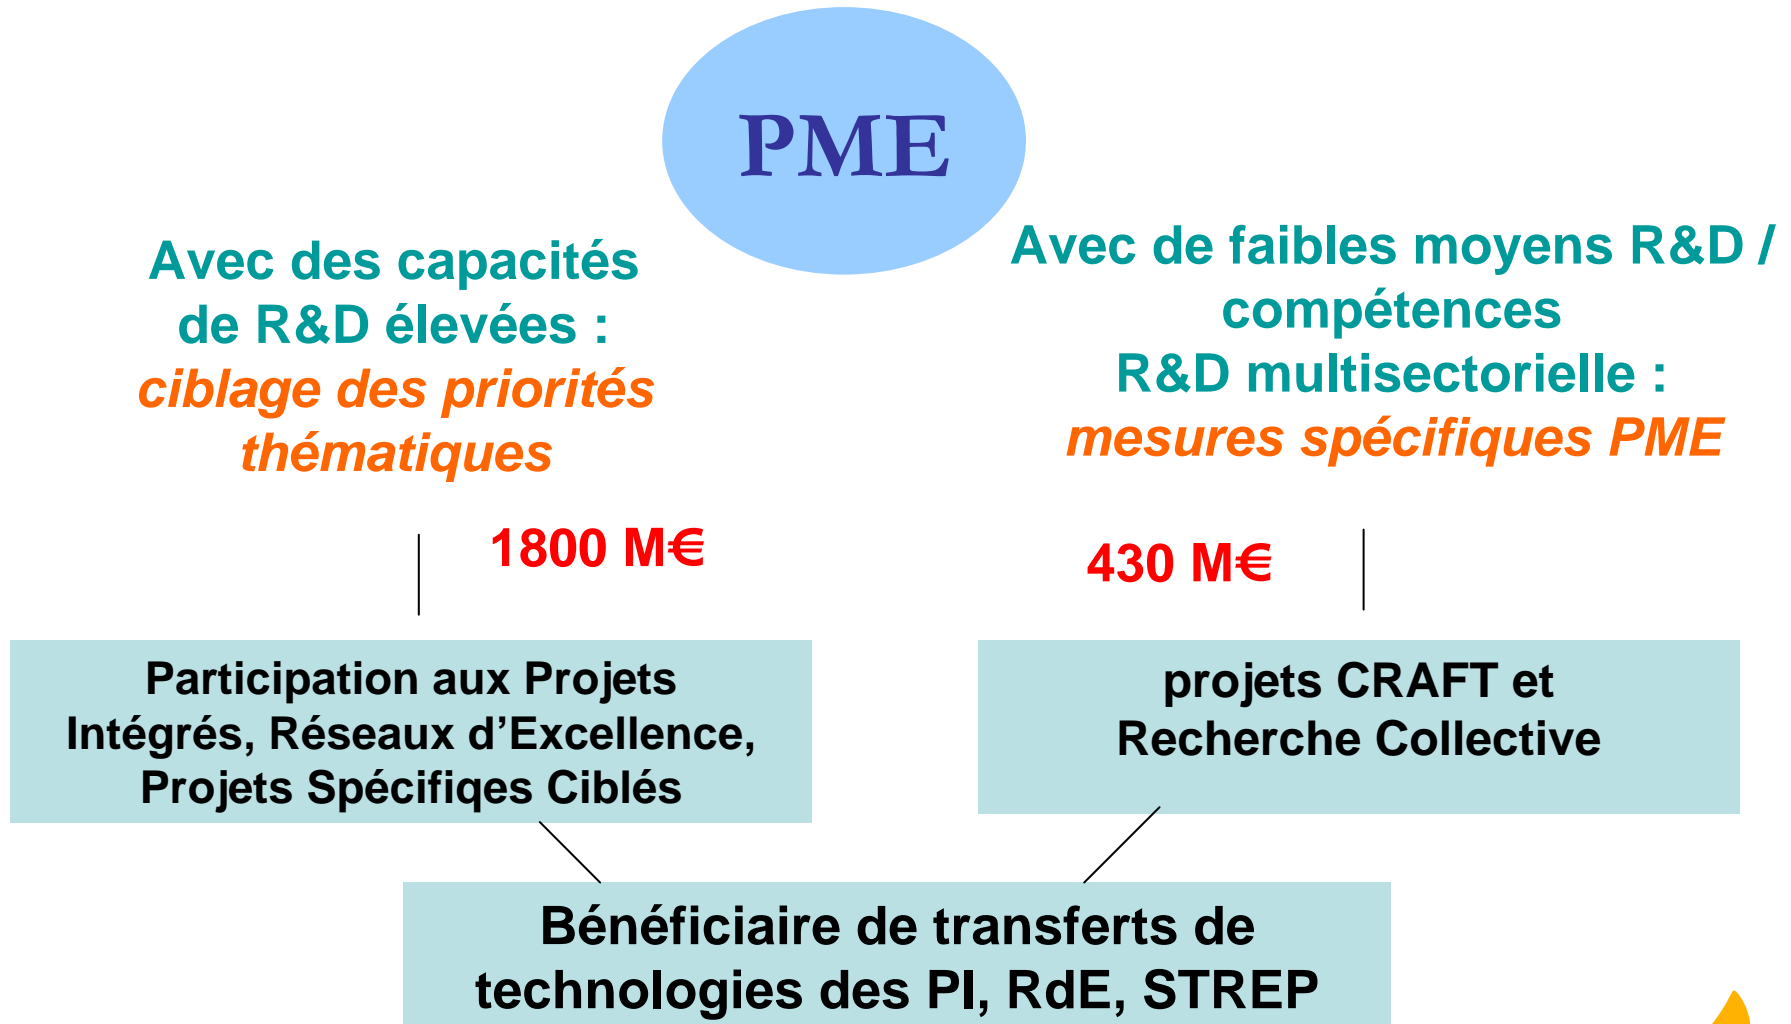 PME
Avec des capacités
de R&D élevées :
ciblage des priorités
thématiques
Avec de faibles moyens R&D /
compétences
R&D multisectorielle :
mesures spécifiques PME
1800 M€
430 M€
Participation aux Projets
Intégrés, Réseaux d’Excellence,
Projets Spécifiqes Ciblés
projets CRAFT et
Recherche Collective
Bénéficiaire de transferts de
technologies des PI, RdE, STREP